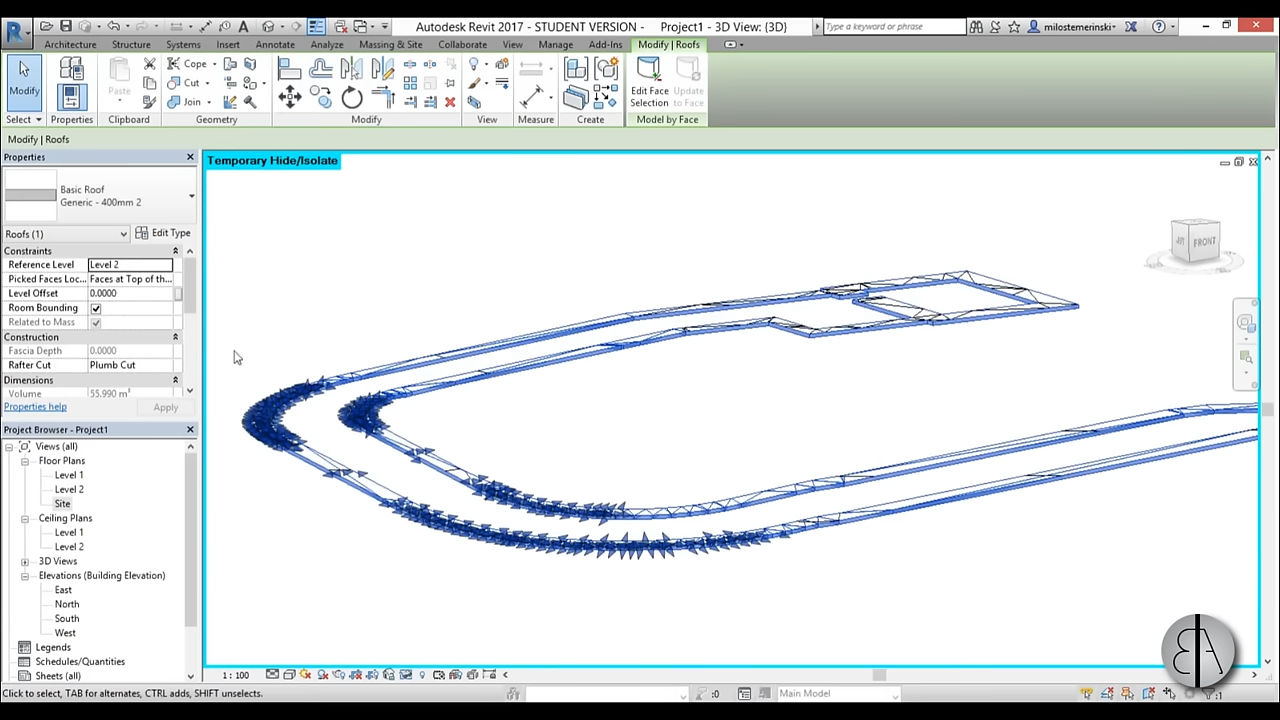 Autodesk Revit 2017 - STUDENT VERSION - Project1 - 3D View: {3D}
Type a keyword or phrase
milostemerinski
Architecture Structure Systems Insert Annotate Analyze Massing & Site Collaborate View Manage Add-Ins Modify | Roofs
Modify
Select
Properties
Paste
Clipboard
Cope
Cut
Join
Geometry
Modify
View
Measure
Create
Edit Face Selection
Update to Face
Model by Face
Modify | Roofs
Properties
Basic Roof
Generic - 400mm 2
Roofs (1) Edit Type
Constraints
Reference Level Level 2
Picked Faces Loc... Faces at Top of th...
Level Offset 0.0000
Room Bounding
Related to Mass
Construction
Fascia Depth 0.0000
Rafter Cut Plumb Cut
Dimensions
Volume 55.990 m³
Properties help Apply
Project Browser - Project1
Views (all)
Floor Plans
Level 1
Level 2
Site
Ceiling Plans
Level 1
Level 2
3D Views
Elevations (Building Elevation)
East
North
South
West
Legends
Schedules/Quantities
Sheets (all)
Temporary Hide/Isolate
FRONT
1 : 100
Click to select, TAB for alternates, CTRL adds, SHIFT unselects.
:0
Main Model
:1